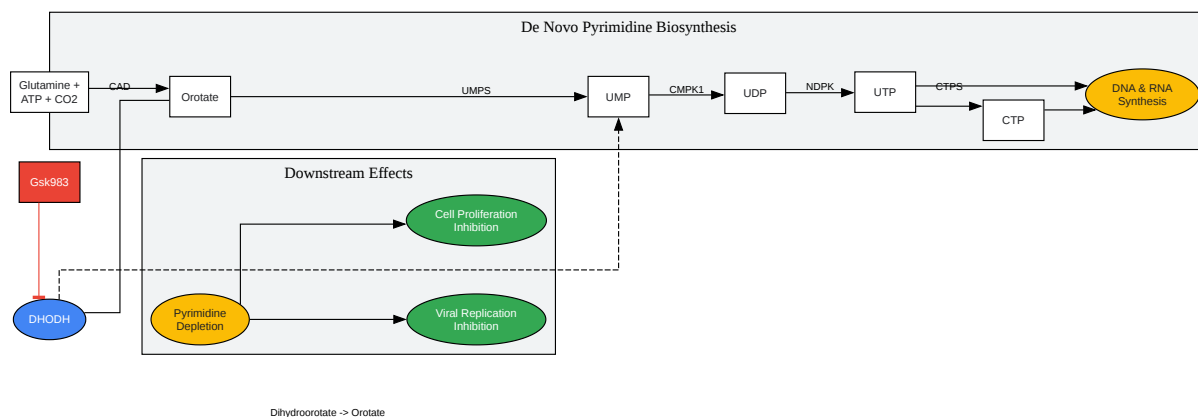 De Novo Pyrimidine Biosynthesis
Glutamine +
ATP + CO2
CAD
Orotate
UMPS
UMP
CMPK1
UDP
NDPK
UTP
CTPS
CTP
DNA & RNA
Synthesis
Gsk983
DHODH
Downstream Effects
Cell Proliferation
Inhibition
Pyrimidine
Depletion
Viral Replication
Inhibition
Dihydroorotate -> Orotate